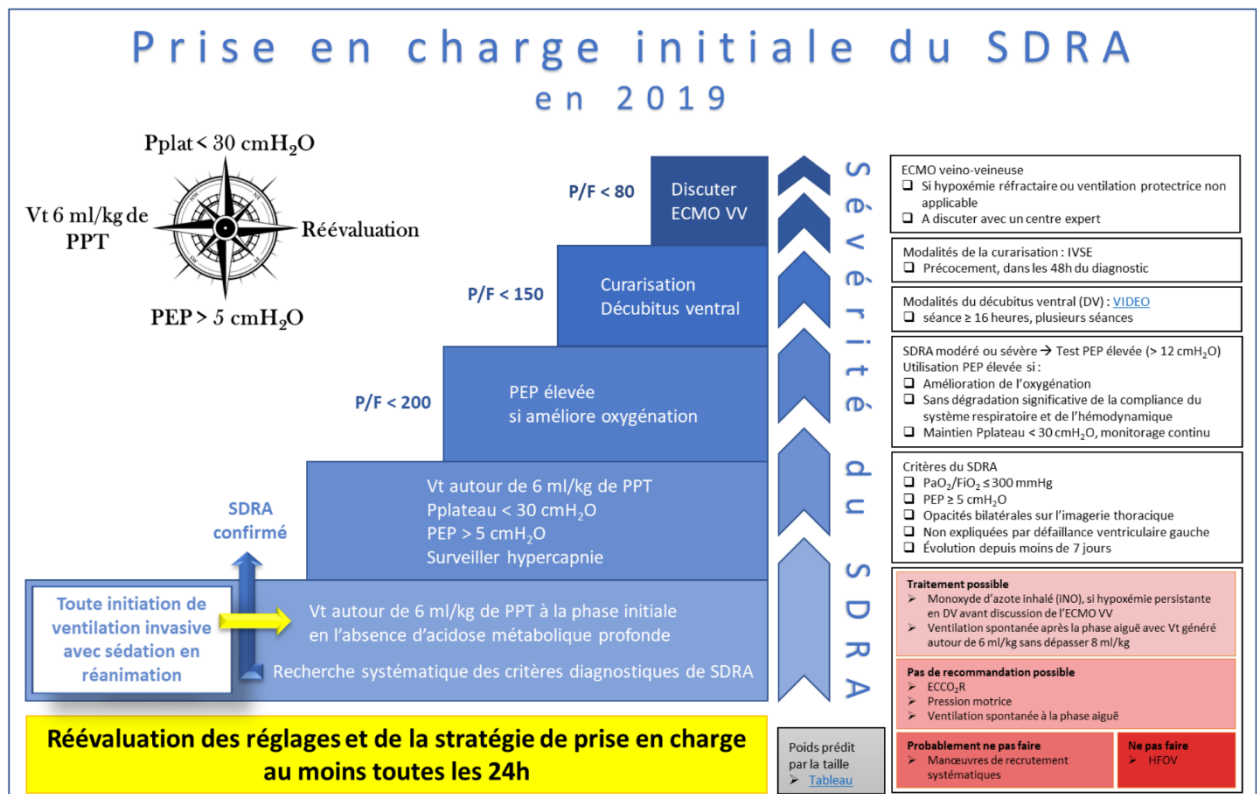 Prise en charge initiale du SDRA
en 2019
Pplat < 30 cmH₂O
Vt 6 ml/kg de
PPT
Réévaluation
PEP > 5 cmH₂O
P/F < 80
Discuter
ECMO VV
P/F < 150
Curarisation
Décubitus ventral
P/F < 200
PEP élevée
si améliore oxygénation
SDRA
confirmé
Vt autour de 6 ml/kg de PPT
Pplateau < 30 cmH₂O
PEP > 5 cmH₂O
Surveiller hypercapnie
Toute initiation de
ventilation invasive
avec sédation en
réanimation
Vt autour de 6 ml/kg de PPT à la phase initiale
en l'absence d'acidose métabolique profonde
Recherche systématique des critères diagnostiques de SDRA
Réévaluation des réglages et de la stratégie de prise en charge
au moins toutes les 24h
Sévérité du SDRA
Poids prédit
par la taille
➢ Tableau
ECMO veino-veineuse
❑ Si hypoxémie réfractaire ou ventilation protectrice non
applicable
❑ A discuter avec un centre expert
Modalités de la curarisation : IVSE
❑ Précocement, dans les 48h du diagnostic
Modalités du décubitus ventral (DV) : VIDEO
❑ séance ≥ 16 heures, plusieurs séances
SDRA modéré ou sévère → Test PEP élevée (> 12 cmH₂O)
Utilisation PEP élevée si :
❑ Amélioration de l'oxygénation
❑ Sans dégradation significative de la compliance du
système respiratoire et de l'hémodynamique
❑ Maintien Pplateau < 30 cmH₂O, monitorage continu
Critères du SDRA
❑ PaO₂/FiO₂ ≤ 300 mmHg
❑ PEP ≥ 5 cmH₂O
❑ Opacités bilatérales sur l'imagerie thoracique
❑ Non expliquées par défaillance ventriculaire gauche
❑ Évolution depuis moins de 7 jours
Traitement possible
➢ Monoxyde d'azote inhalé (iNO), si hypoxémie persistante
en DV avant discussion de l'ECMO VV
➢ Ventilation spontanée après la phase aiguë avec Vt généré
autour de 6 ml/kg sans dépasser 8 ml/kg
Pas de recommandation possible
➢ ECCO₂R
➢ Pression motrice
➢ Ventilation spontanée à la phase aiguë
Probablement ne pas faire
➢ Manœuvres de recrutement
systématiques
Ne pas faire
➢ HFOV